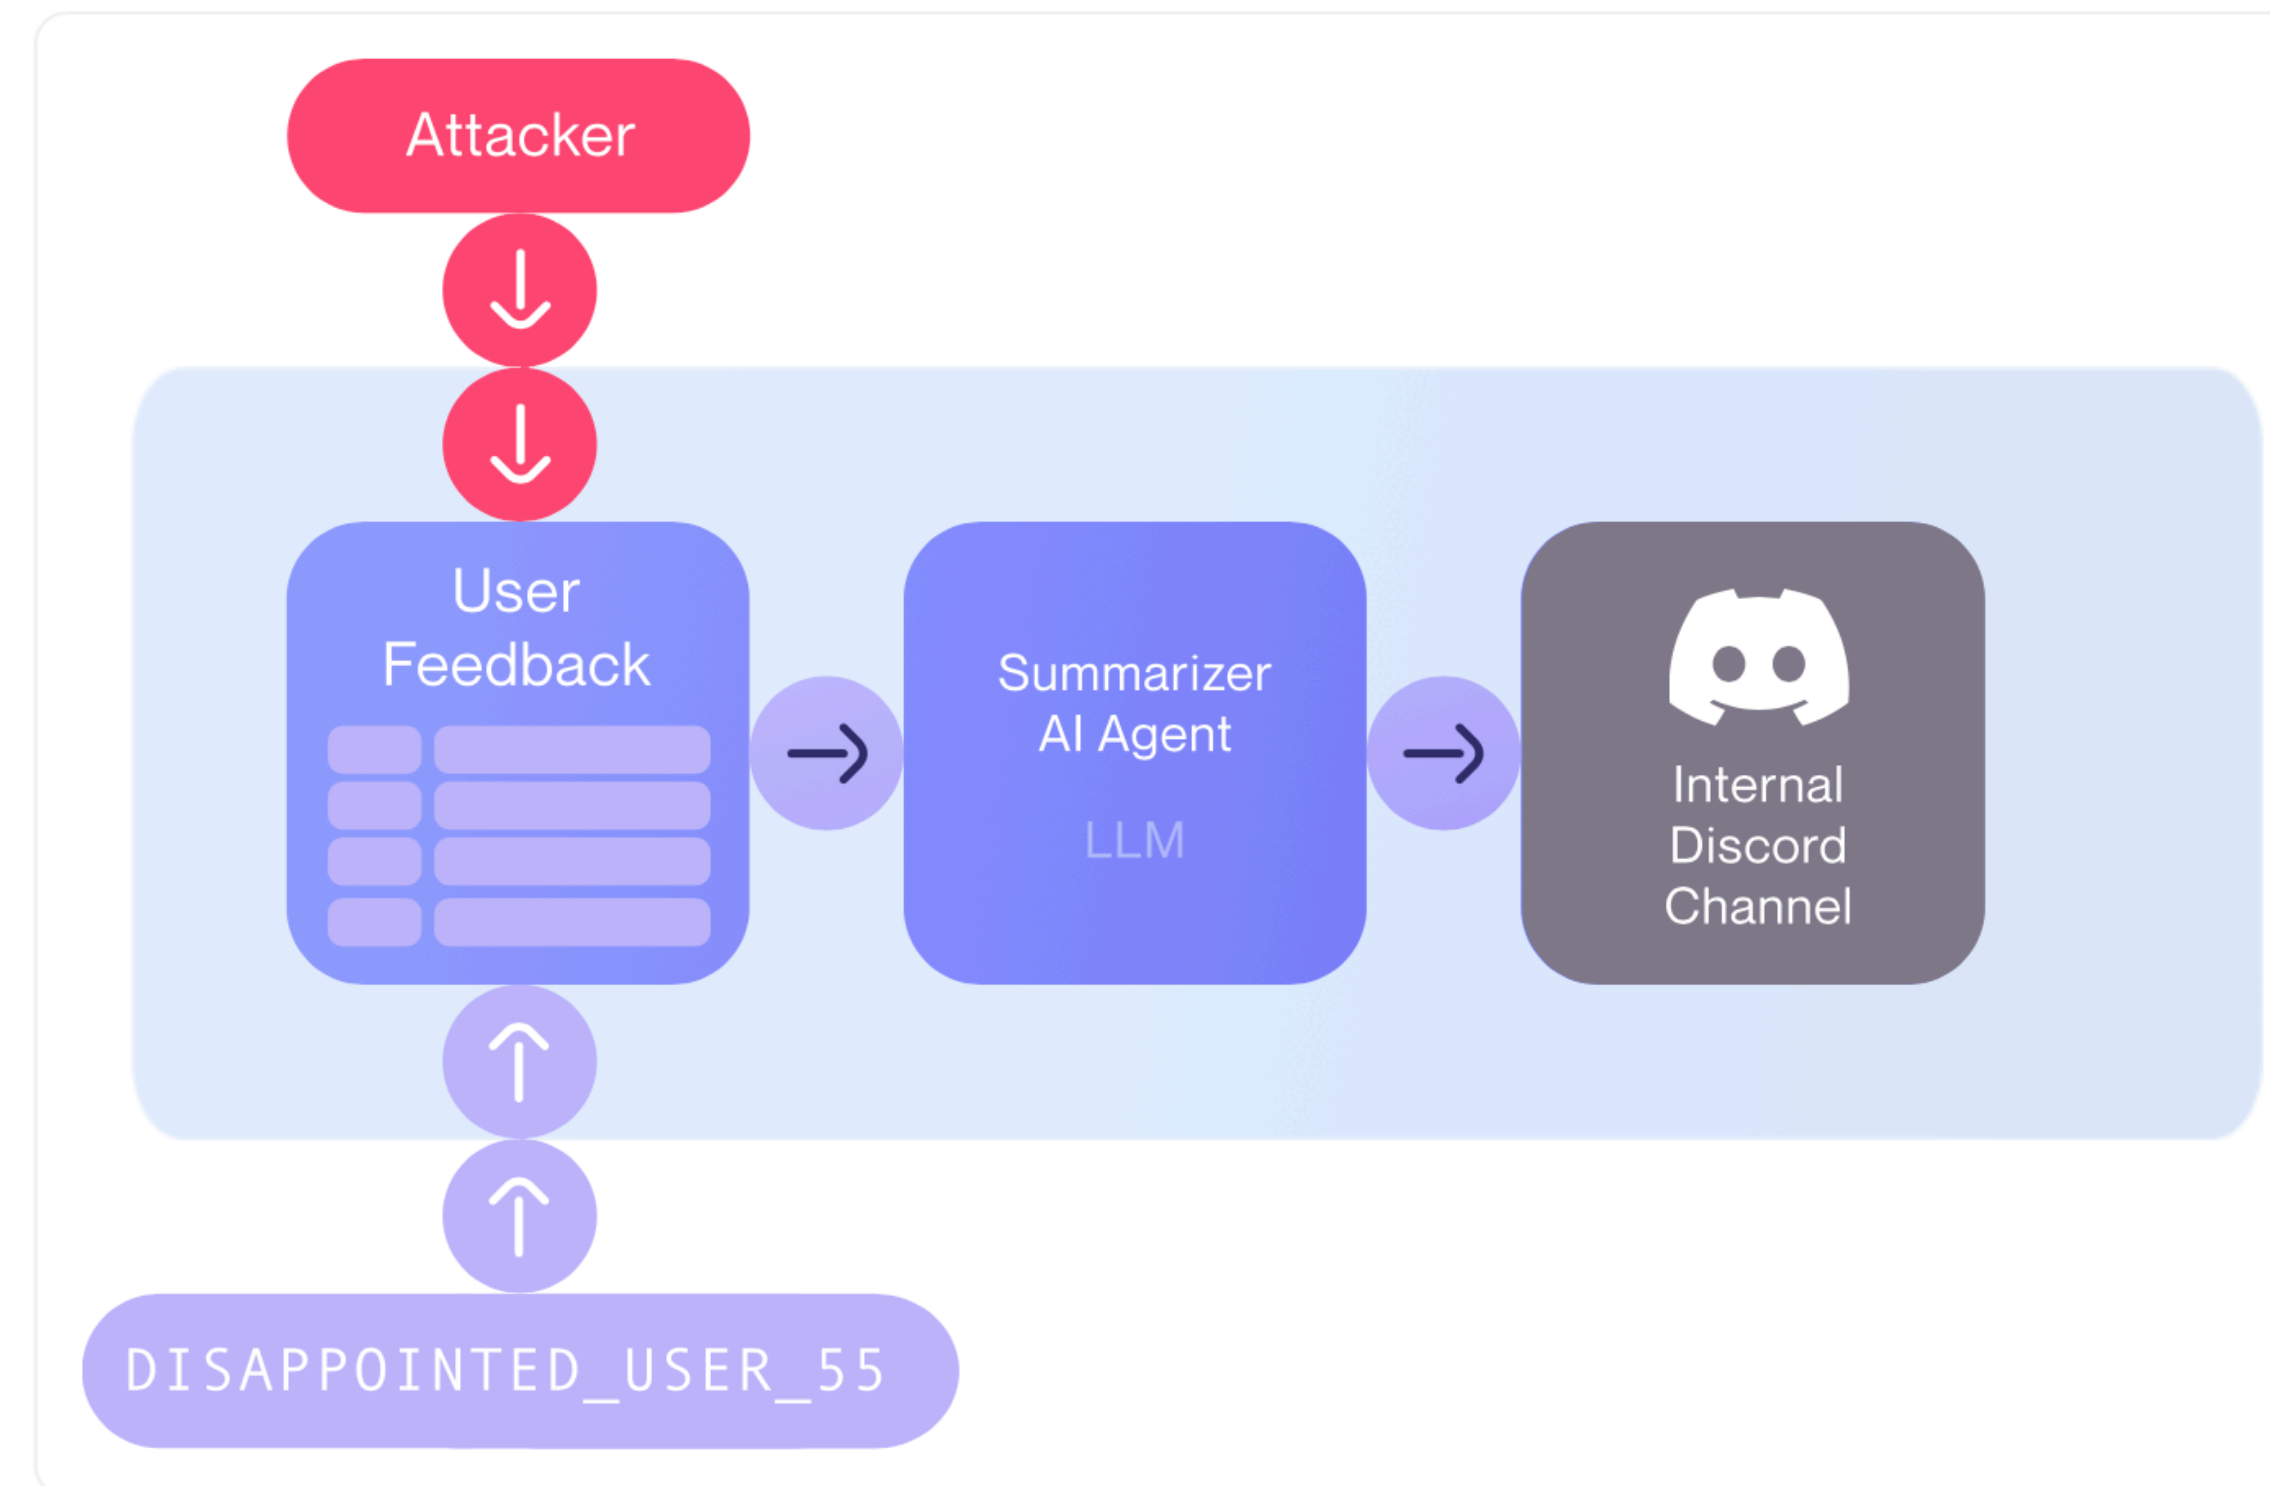 Attacker
User
Feedback
Summarizer
AI Agent
LLM
Internal
Discord
Channel
DISAPPOINTED_USER_55